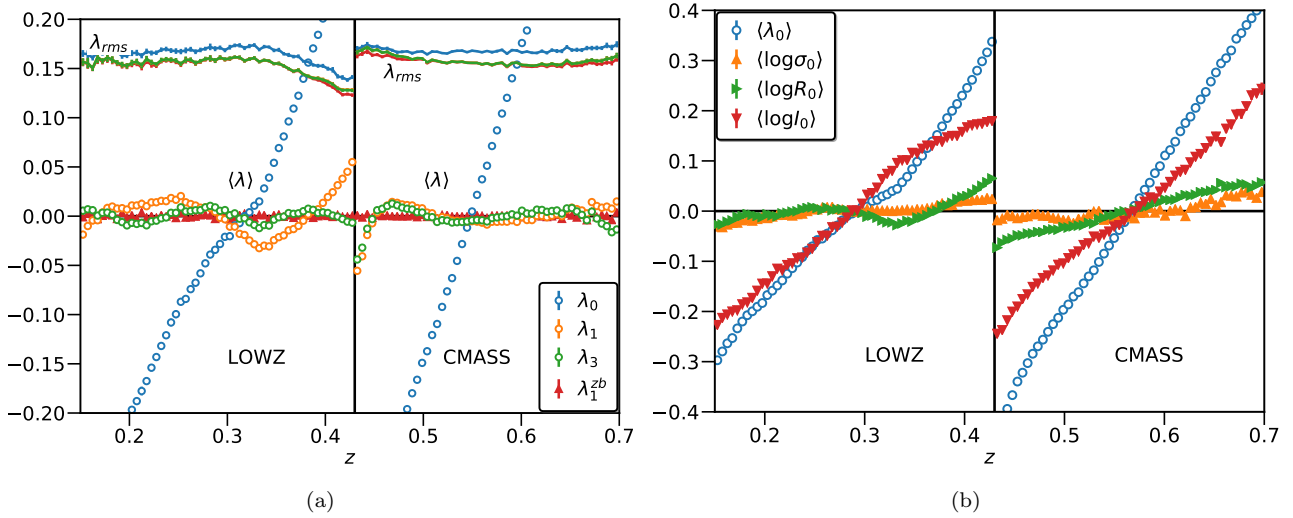 0.20
0.15
0.10
0.05
0.00
−0.05
−0.10
−0.15
−0.20
λrms
λrms
⟨λ⟩
⟨λ⟩
LOWZ
CMASS
λ0
λ1
λ3
λ1^zb
0.2
0.3
0.4
0.5
0.6
0.7
z
(a)
0.4
0.3
0.2
0.1
0.0
−0.1
−0.2
−0.3
−0.4
⟨λ0⟩
⟨logσ0⟩
⟨logR0⟩
⟨logI0⟩
LOWZ
CMASS
0.2
0.3
0.4
0.5
0.6
0.7
z
(b)